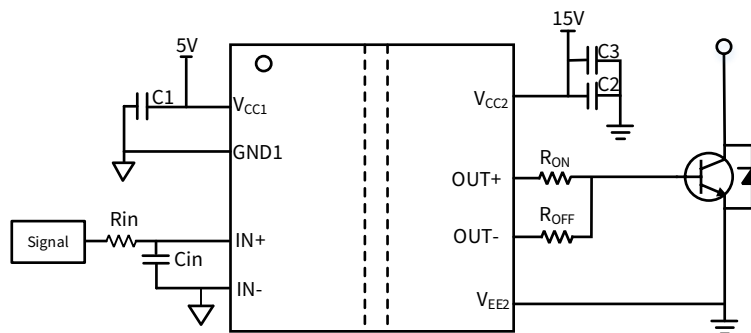 15V
5V
C3
C1
C2
VCC1
VCC2
GND1
RON
OUT+
Rin
ROFF
Signal
IN+
OUT-
Cin
IN-
VEE2